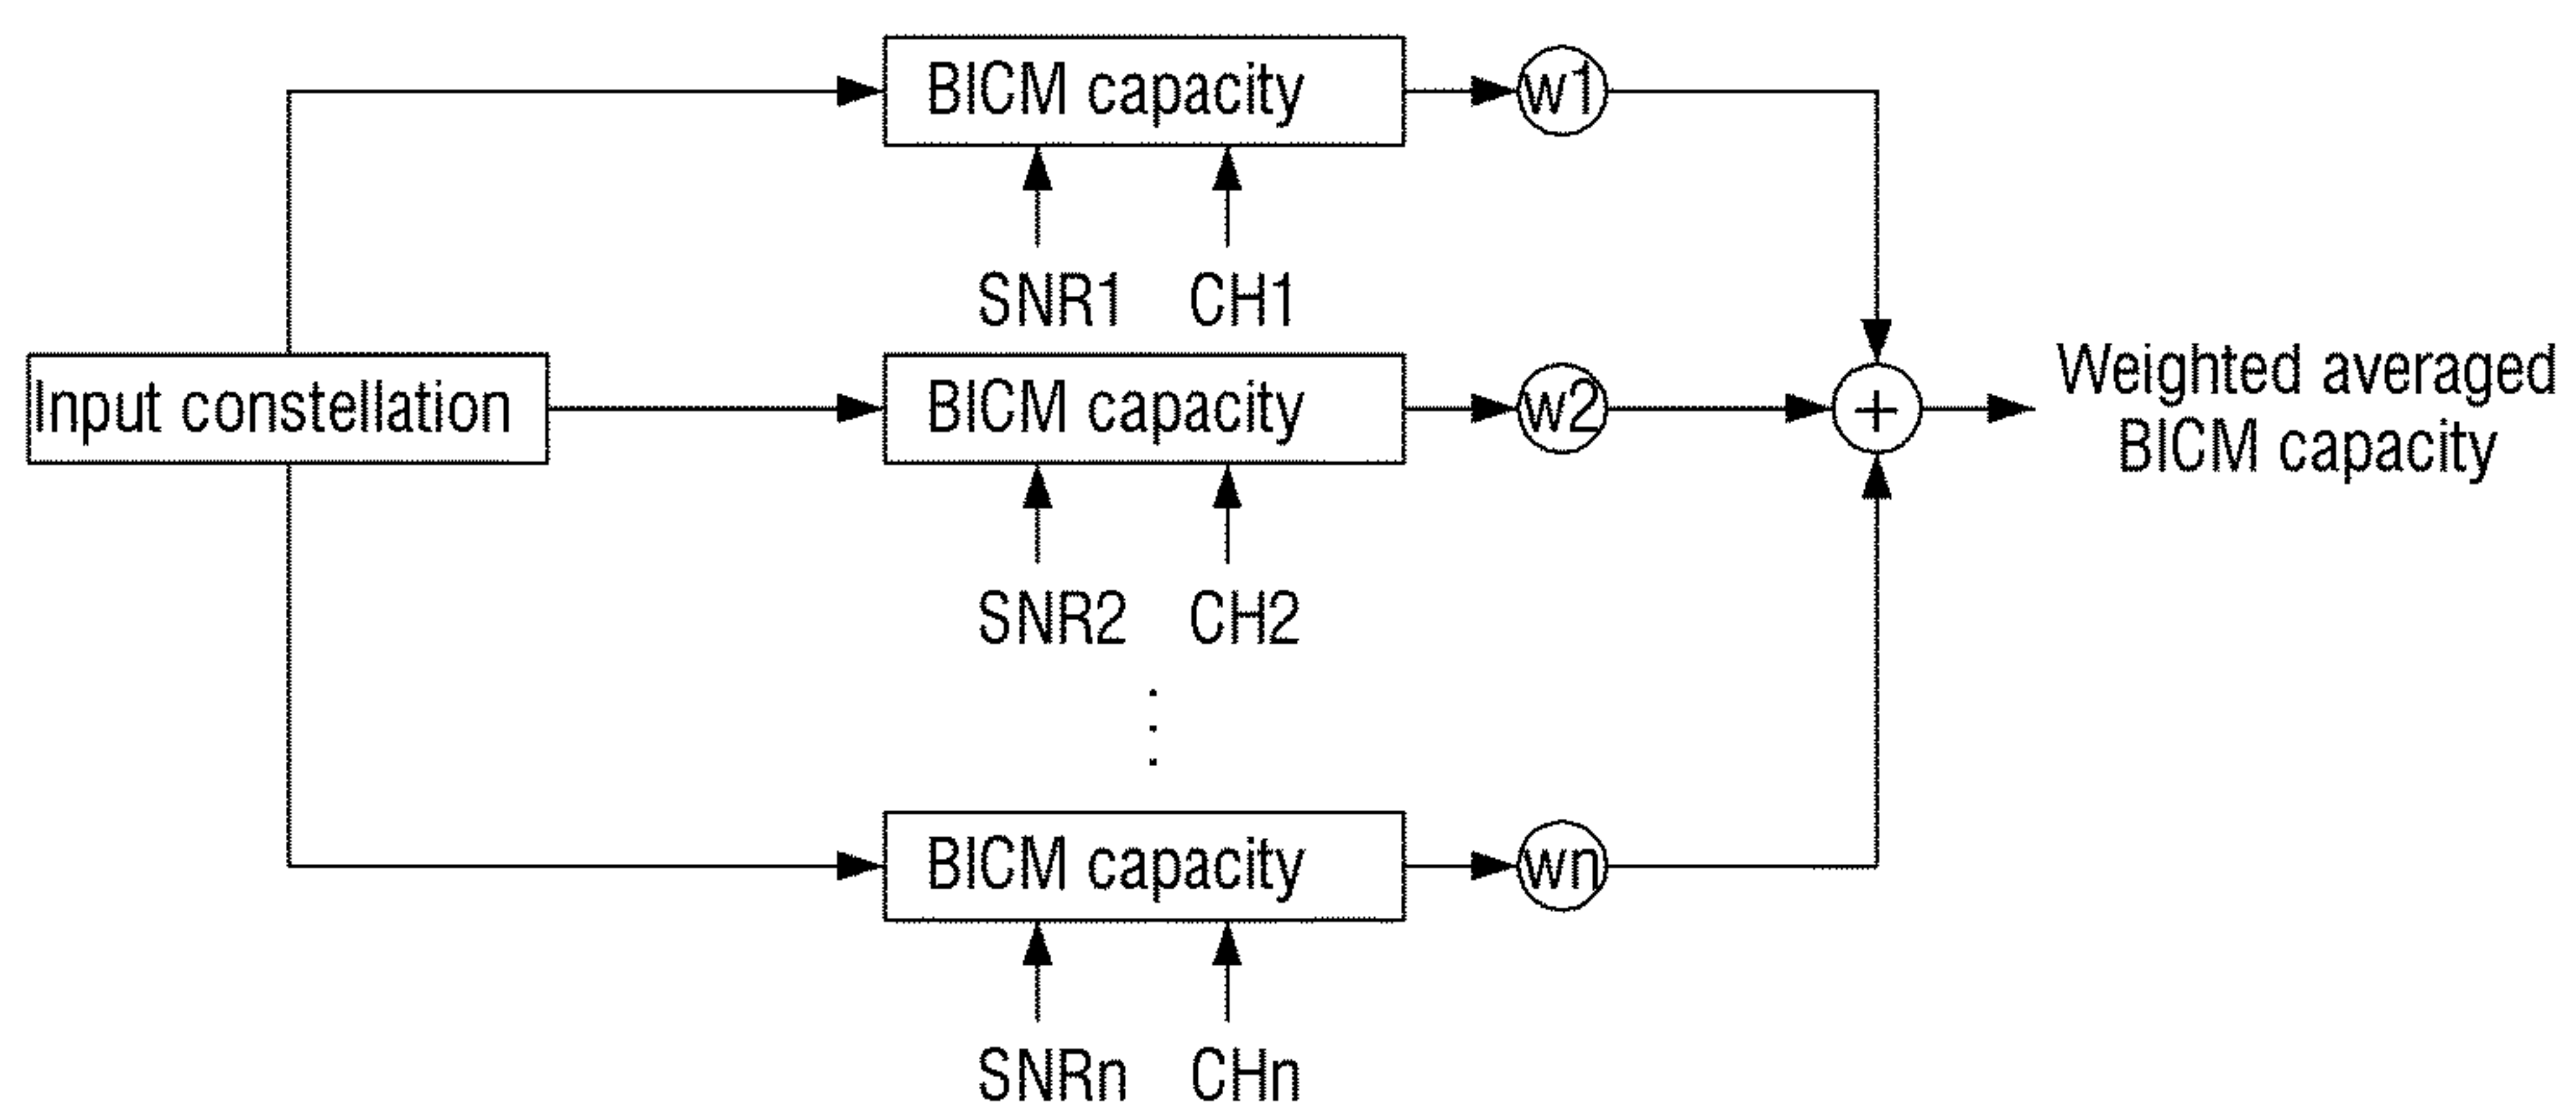 BICM capacity
w1
SNR1 CH1
Input constellation
BICM capacity
w2
+
Weighted averaged
BICM capacity
SNR2 CH2
BICM capacity
wn
SNRn CHn